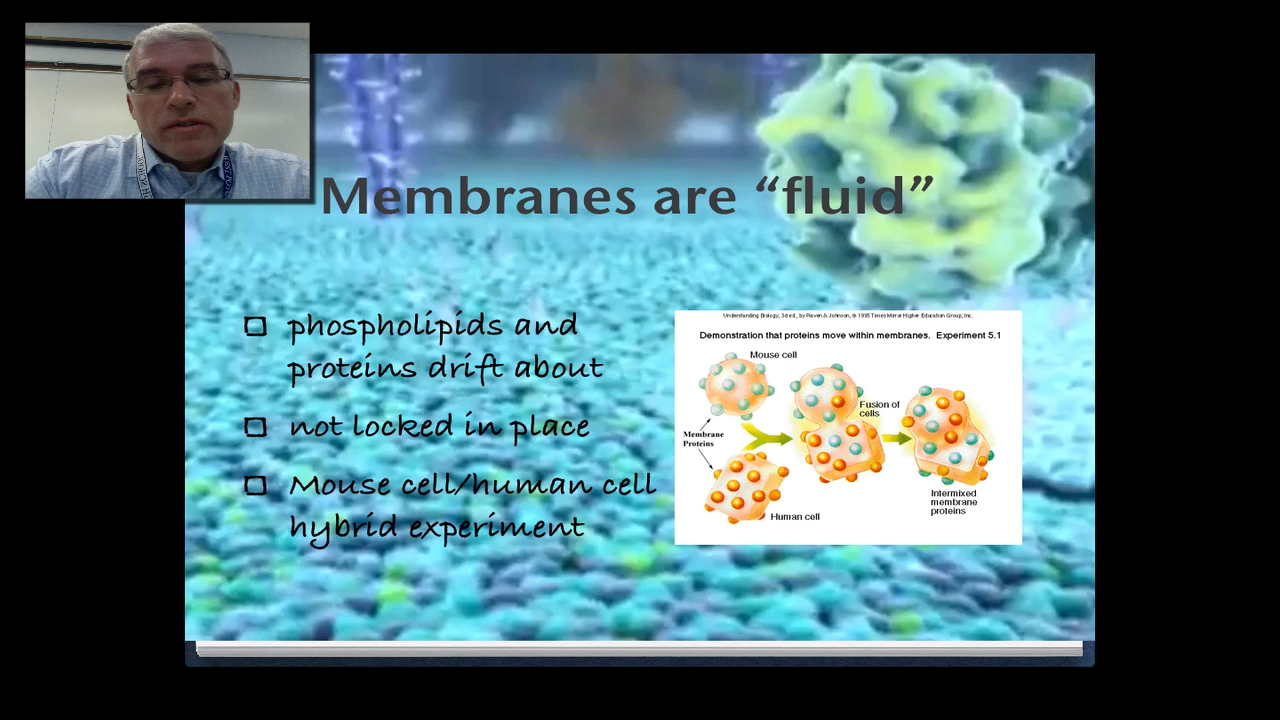 Membranes are “fluid”
phospholipids and
proteins drift about
not locked in place
Mouse cell/human cell
hybrid experiment
Understanding Biology, 3d ed., by Raven & Johnson, © 1995 Times Mirror Higher Education Group, Inc.
Demonstration that proteins move within membranes. Experiment 5.1
Mouse cell
Fusion of
cells
Membrane
Proteins
Human cell
Intermixed
membrane
proteins